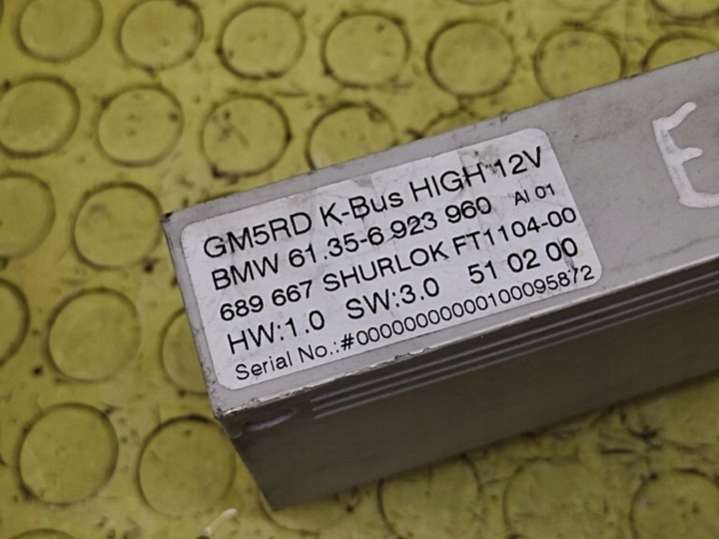 GM5RD K-Bus HIGH 12V
BMW 61.35-6.923 960 AI 01
689 667 SHURLOK FT1104-00
HW:1.0 SW:3.0 51 02 00
Serial No.:#00000000000100095872
E